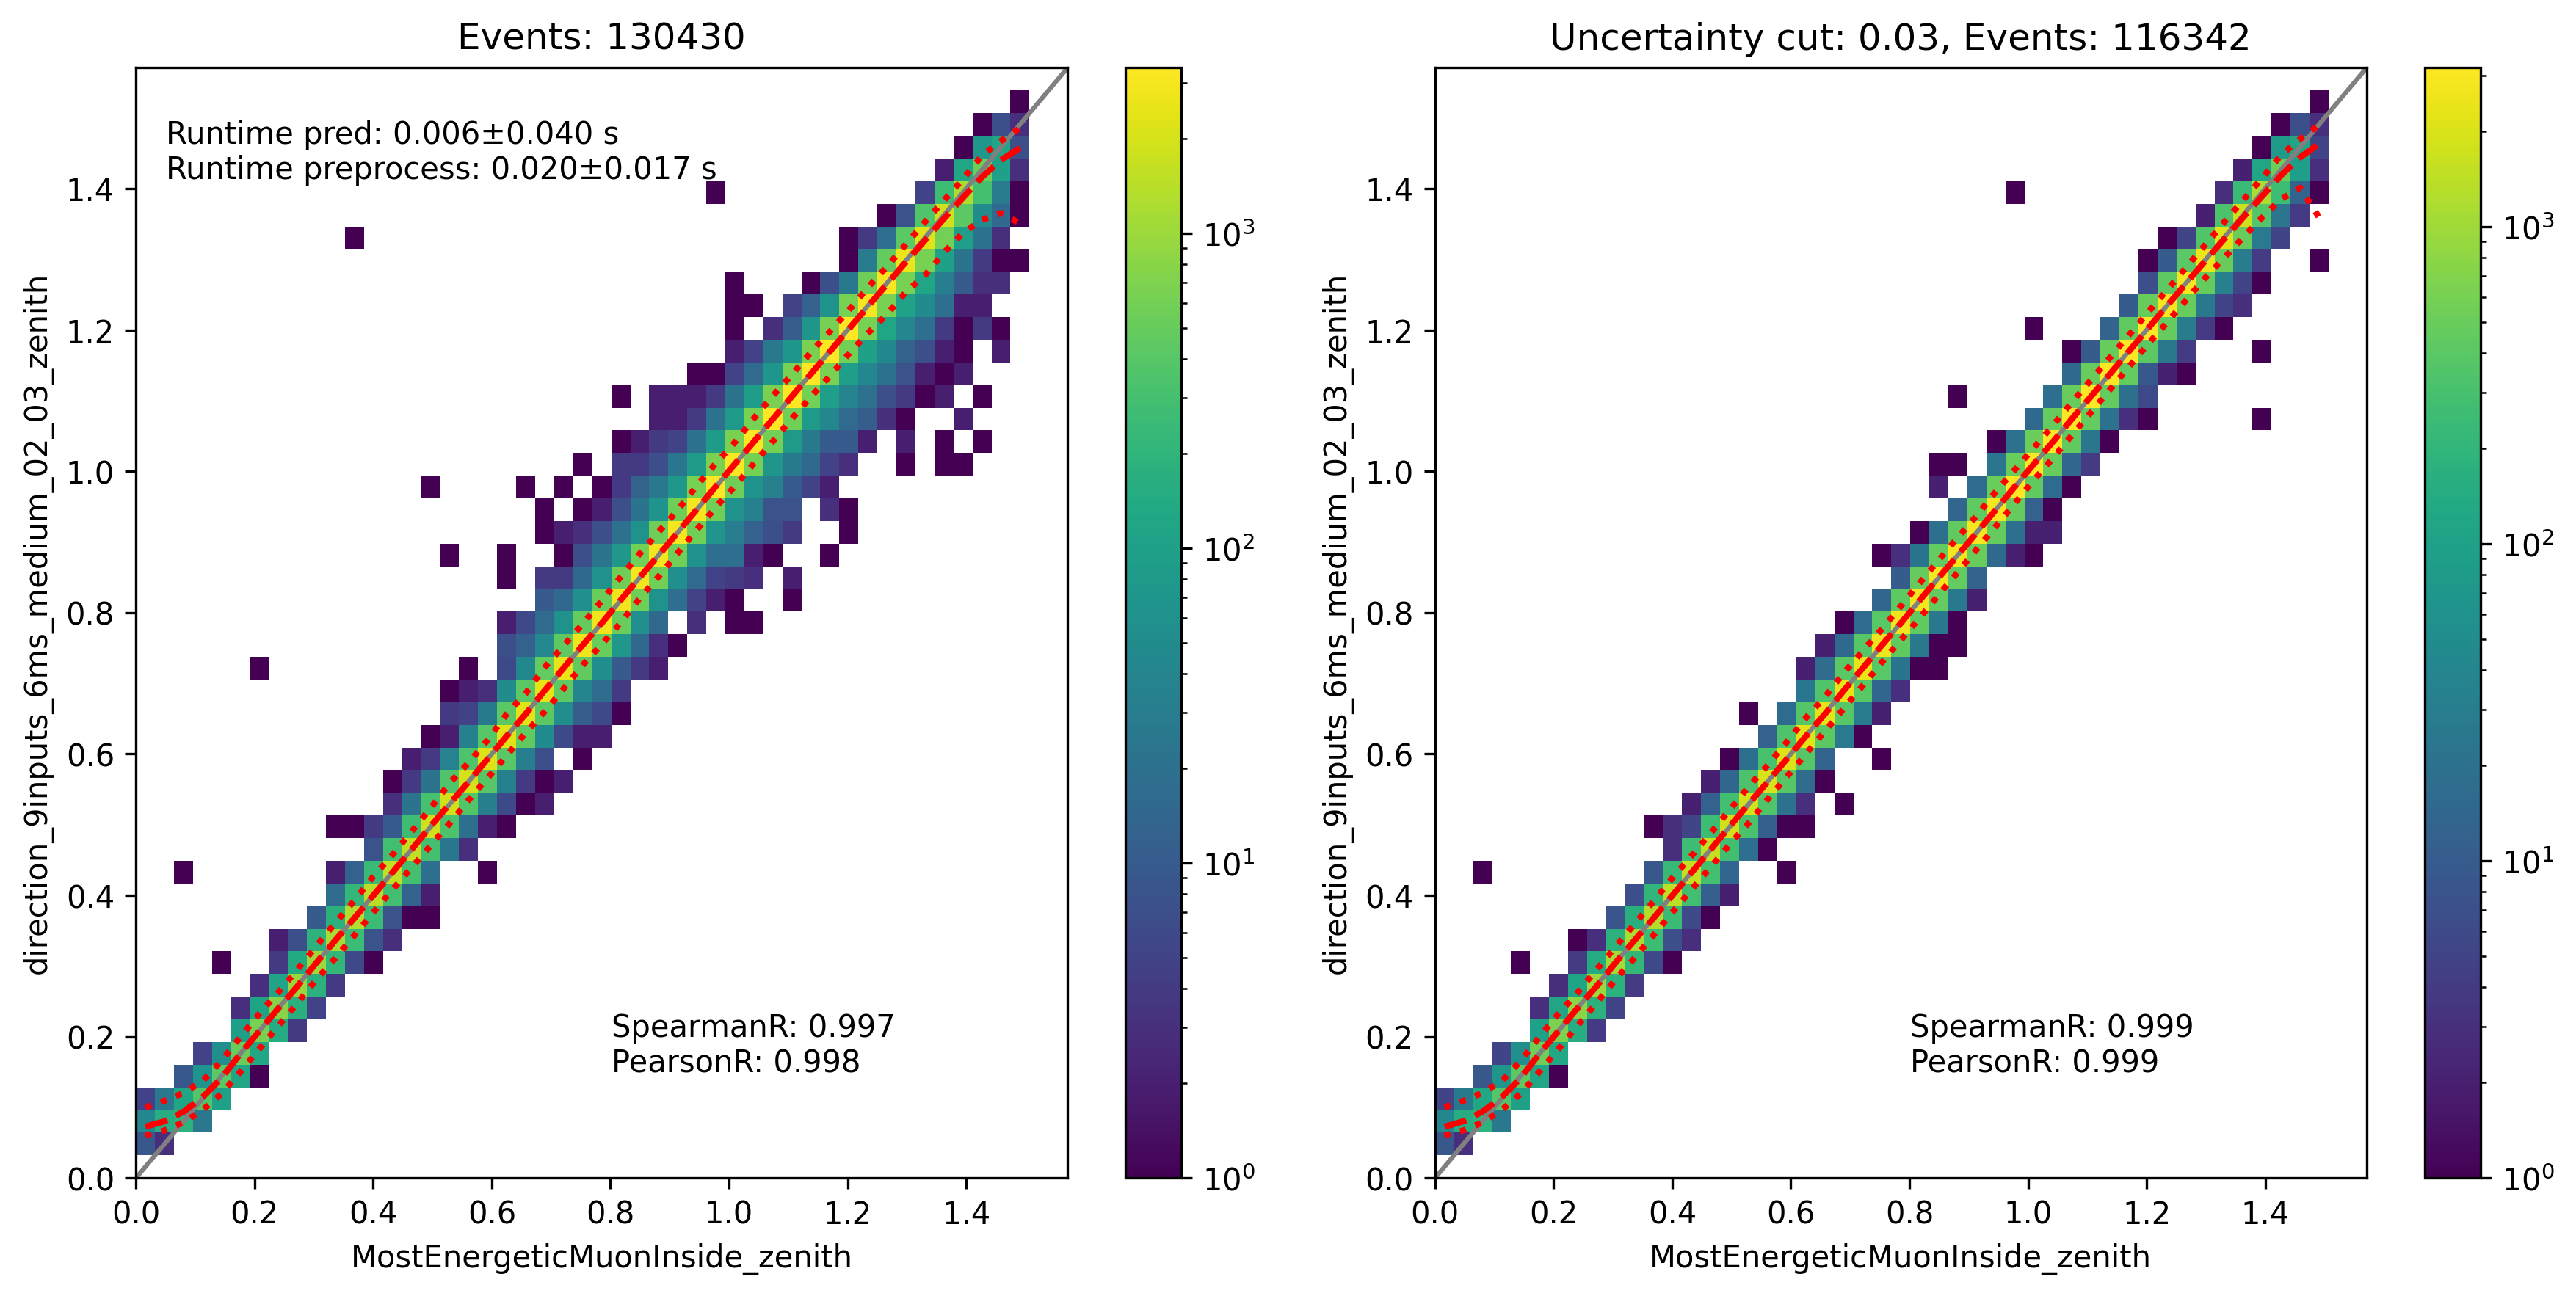 Events: 130430
Runtime pred: 0.006±0.040 s
Runtime preprocess: 0.020±0.017 s
SpearmanR: 0.997
PearsonR: 0.998
direction_9inputs_6ms_medium_02_03_zenith
1.4
1.2
1.0
0.8
0.6
0.4
0.2
0.0
0.0 0.2 0.4 0.6 0.8 1.0 1.2 1.4
MostEnergeticMuonInside_zenith
10³
10²
10¹
10⁰
Uncertainty cut: 0.03, Events: 116342
SpearmanR: 0.999
PearsonR: 0.999
direction_9inputs_6ms_medium_02_03_zenith
1.4
1.2
1.0
0.8
0.6
0.4
0.2
0.0
0.0 0.2 0.4 0.6 0.8 1.0 1.2 1.4
MostEnergeticMuonInside_zenith
10³
10²
10¹
10⁰